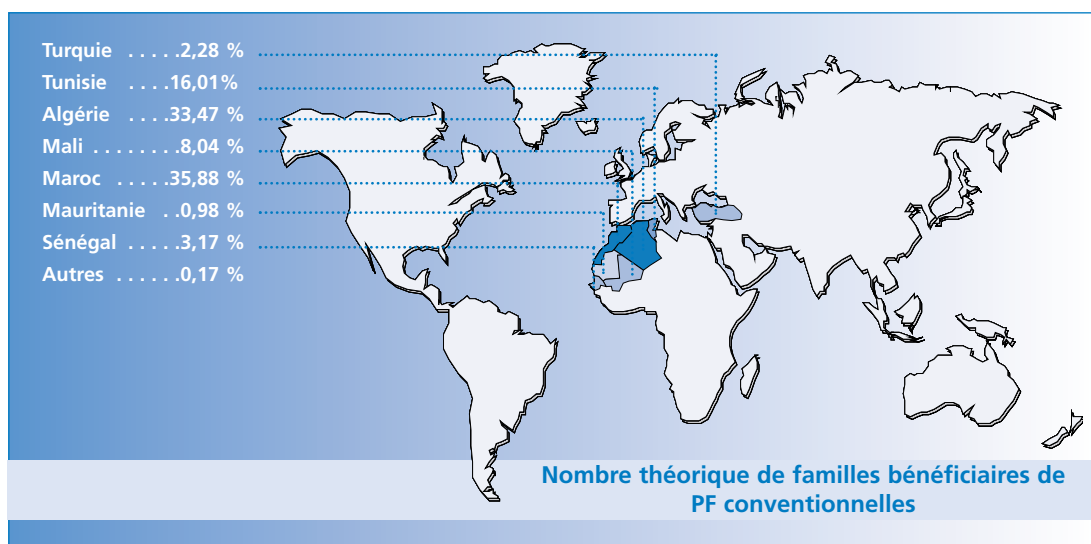 Turquie . . . . .2,28 %
Tunisie . . . .16,01%
Algérie . . . .33,47 %
Mali . . . . . . . .8,04 %
Maroc . . . . .35,88 %
Mauritanie . .0,98 %
Sénégal . . . . .3,17 %
Autres . . . . . .0,17 %
Nombre théorique de familles bénéficiaires de
PF conventionnelles